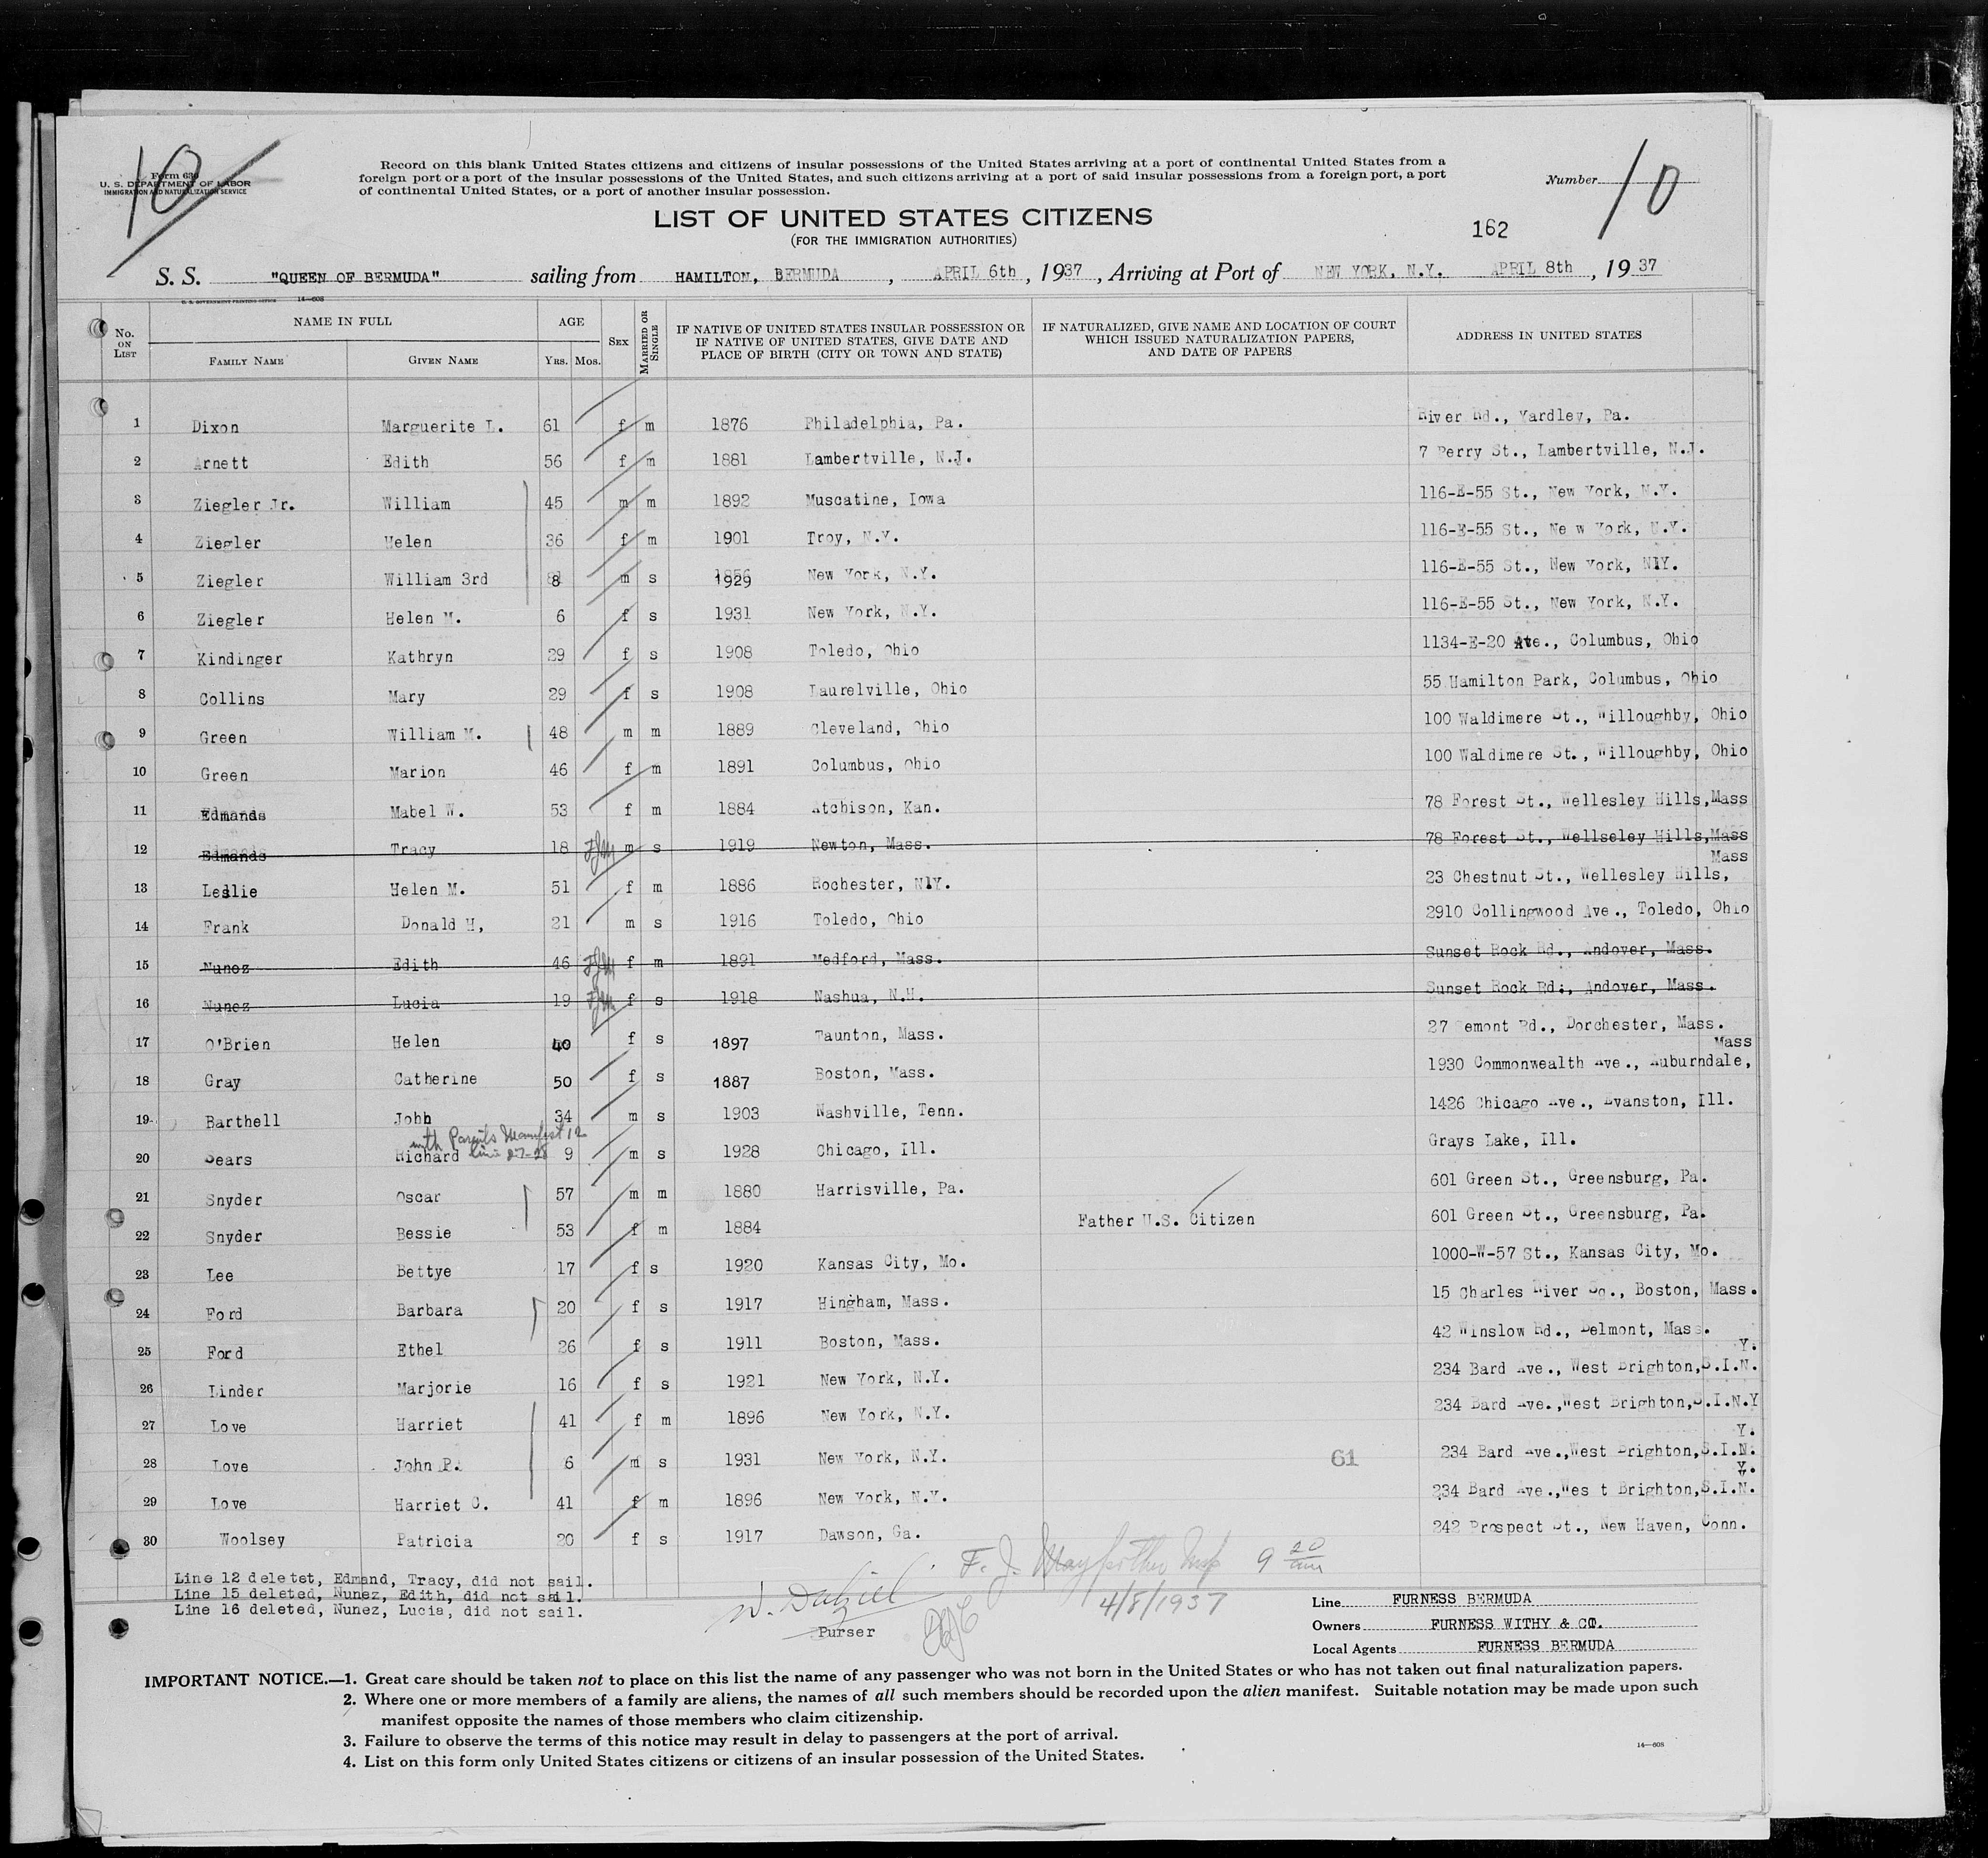 10
Form 630
U. S. DEPARTMENT OF LABOR
IMMIGRATION AND NATURALIZATION SERVICE
Record on this blank United States citizens and citizens of insular possessions of the United States arriving at a port of continental United States from a
foreign port or a port of the insular possessions of the United States, and such citizens arriving at a port of said insular possessions from a foreign port, a port
of continental United States, or a port of another insular possession.
Number 10
LIST OF UNITED STATES CITIZENS
(FOR THE IMMIGRATION AUTHORITIES)
162
S. S. "QUEEN OF BERMUDA" sailing from HAMILTON, BERMUDA, APRIL 6th, 1937, Arriving at Port of NEW YORK, N.Y. APRIL 8th, 1937
U. S. GOVERNMENT PRINTING OFFICE 14—608
No. ON LIST
NAME IN FULL
FAMILY NAME
GIVEN NAME
AGE
YRS. MOS.
SEX
MARRIED OR SINGLE
IF NATIVE OF UNITED STATES INSULAR POSSESSION OR
IF NATIVE OF UNITED STATES, GIVE DATE AND
PLACE OF BIRTH (CITY OR TOWN AND STATE)
IF NATURALIZED, GIVE NAME AND LOCATION OF COURT
WHICH ISSUED NATURALIZATION PAPERS,
AND DATE OF PAPERS
ADDRESS IN UNITED STATES
1 Dixon Marguerite L. 61 f m 1876 Philadelphia, Pa. River Rd., Yardley, Pa.
2 Arnett Edith 56 f m 1881 Lambertville, N.J. 7 Perry St., Lambertville, N.J.
3 Ziegler Jr. William 45 m m 1892 Muscatine, Iowa 116-E-55 St., New York, N.Y.
4 Ziegler Helen 36 f m 1901 Troy, N.Y. 116-E-55 St., Ne w York, N.Y.
5 Ziegler William 3rd 8 m s 1929 New York, N.Y. 116-E-55 St., New York, NIY.
6 Ziegler Helen M. 6 f s 1931 New York, N.Y. 116-E-55 St., New York, N.Y.
7 Kindinger Kathryn 29 f s 1908 Toledo, Ohio 1134-E-20 Ave., Columbus, Ohio
8 Collins Mary 29 f s 1908 Laurelville, Ohio 55 Hamilton Park, Columbus, Ohio
9 Green William M. 48 m m 1889 Cleveland, Ohio 100 Waldimere St., Willoughby, Ohio
10 Green Marion 46 f m 1891 Columbus, Ohio 100 Waldimere St., Willoughby, Ohio
11 Edmands Mabel W. 53 f m 1884 Atchison, Kan. 78 Forest St., Wellesley Hills,Mass
12 Edmands Tracy 18 m s 1919 Newton, Mass. 78 Forest St., Wellseley Hills,Mass
Mass
13 Leslie Helen M. 51 f m 1886 Rochester, NIY. 23 Chestnut St., Wellesley Hills,
14 Frank Donald H, 21 m s 1916 Toledo, Ohio 2910 Collingwood Ave., Toledo, Ohio
15 Nunez Edith 46 f m 1891 Medford, Mass. Sunset Rock Rd., Andover, Mass.
16 Nunez Lucia 19 f s 1918 Nashua, N.H. Sunset Rock Rd., Andover, Mass.
17 O'Brien Helen 40 f s 1897 Taunton, Mass. 27 emont Rd., Dorchester, Mass.
Mass
18 Gray Catherine 50 f s 1887 Boston, Mass. 1930 Commonwealth Ave., Auburndale,
19 Barthell John 34 m s 1903 Nashville, Tenn. 1426 Chicago Ave., Evanston, Ill.
with Parents Manifest 12
line 27-28
20 Sears Richard 9 m s 1928 Chicago, Ill. Grays Lake, Ill.
21 Snyder Oscar 57 m m 1880 Harrisville, Pa. 601 Green St., Greensburg, Pa.
22 Snyder Bessie 53 f m 1884 Father U.S. Citizen 601 Green St., Greensburg, Pa.
23 Lee Bettye 17 f s 1920 Kansas City, Mo. 1000-W-57 St., Kansas City, Mo.
24 Ford Barbara 20 f s 1917 Hingham, Mass. 15 Charles River Sq., Boston, Mass.
25 Ford Ethel 26 f s 1911 Boston, Mass. 42 Winslow Rd., Belmont, Mass.
Y.
26 Linder Marjorie 16 f s 1921 New York, N.Y. 234 Bard Ave., West Brighton,S.I.N.
27 Love Harriet 41 f m 1896 New York, N.Y. 234 Bard Ave.,West Brighton,S.I.N.Y
Y.
28 Love John P. 6 m s 1931 New York, N.Y. 61 234 Bard Ave.,West Brighton,S.I.N.
Y.
29 Love Harriet C. 41 f m 1896 New York, N.Y. 234 Bard Ave.,Wes t Brighton,S.I.N.
30 Woolsey Patricia 20 f s 1917 Dawson, Ga. 242 Prospect St., New Haven, Conn.
Line 12 deletet, Edmand, Tracy, did not sail.
Line 15 deleted, Nunez, Edith, did not sail.
Line 16 deleted, Nunez, Lucia, did not sail.
F. J. Insp 9 20 am
4/8/1937
Purser
Line FURNESS BERMUDA
Owners FURNESS WITHY & CO.
Local Agents FURNESS BERMUDA
IMPORTANT NOTICE.—1. Great care should be taken not to place on this list the name of any passenger who was not born in the United States or who has not taken out final naturalization papers.
2. Where one or more members of a family are aliens, the names of all such members should be recorded upon the alien manifest. Suitable notation may be made upon such
manifest opposite the names of those members who claim citizenship.
3. Failure to observe the terms of this notice may result in delay to passengers at the port of arrival.
4. List on this form only United States citizens or citizens of an insular possession of the United States.
14—608